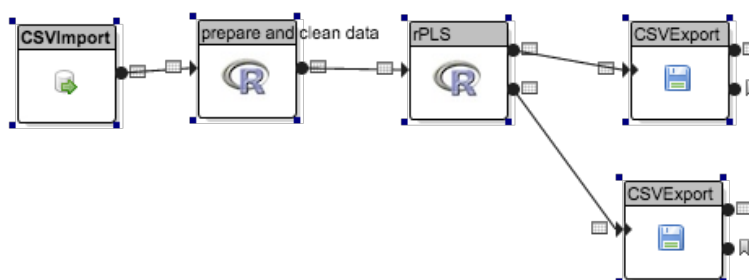 CSVImport
prepare and clean data
R
rPLS
R
CSVExport
CSVExport